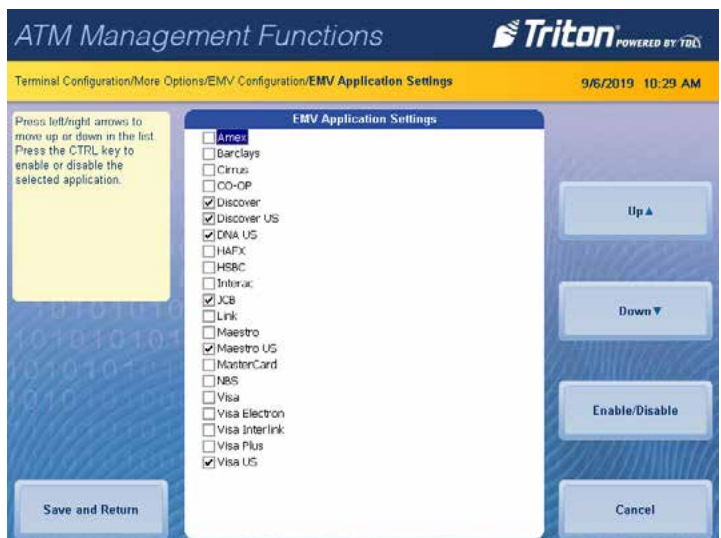 ATM Management Functions
Triton POWERED BY TDL
Terminal Configuration/More Options/EMV Configuration/EMV Application Settings
9/6/2019 10:29 AM
Press left/right arrows to
move up or down in the list
Press the CTRL key to
enable or disable the
selected application.
EMV Application Settings
Amex
Barclays
Cirrus
CO-OP
Discover
Discover US
DNA US
HAFX
HSBC
Interac
JCB
Link
Maestro
Maestro US
MasterCard
NBS
Visa
Visa Electron
Visa Interlink
Visa Plus
Visa US
Up▲
Down▼
Enable/Disable
Save and Return
Cancel